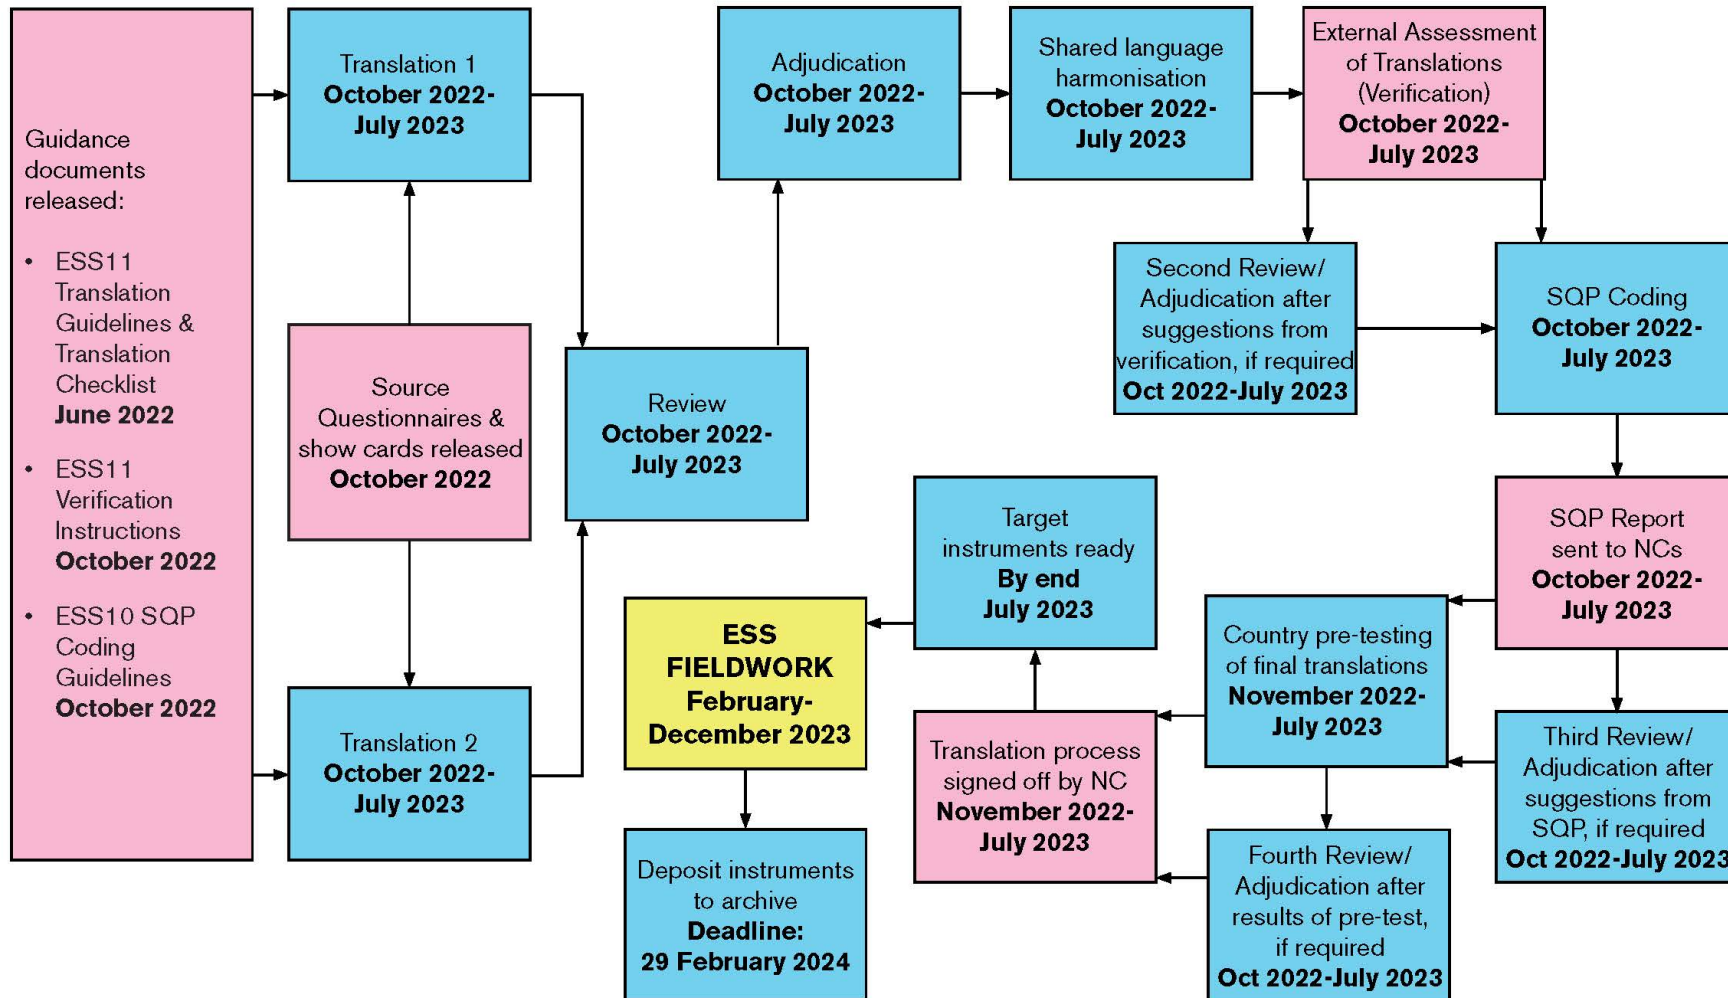 Guidance
documents
released:
• ESS11
Translation
Guidelines &
Translation
Checklist
June 2022
• ESS11
Verification
Instructions
October 2022
• ESS10 SQP
Coding
Guidelines
October 2022
Translation 1
October 2022-
July 2023
Source
Questionnaires &
show cards released
October 2022
Translation 2
October 2022-
July 2023
Review
October 2022-
July 2023
Adjudication
October 2022-
July 2023
Shared language
harmonisation
October 2022-
July 2023
External Assessment
of Translations
(Verification)
October 2022-
July 2023
Second Review/
Adjudication after
suggestions from
verification, if required
Oct 2022-July 2023
SQP Coding
October 2022-
July 2023
SQP Report
sent to NCs
October 2022-
July 2023
Third Review/
Adjudication after
suggestions from
SQP, if required
Oct 2022-July 2023
Country pre-testing
of final translations
November 2022-
July 2023
Fourth Review/
Adjudication after
results of pre-test,
if required
Oct 2022-July 2023
Translation process
signed off by NC
November 2022-
July 2023
Target
instruments ready
By end
July 2023
ESS
FIELDWORK
February-
December 2023
Deposit instruments
to archive
Deadline:
29 February 2024